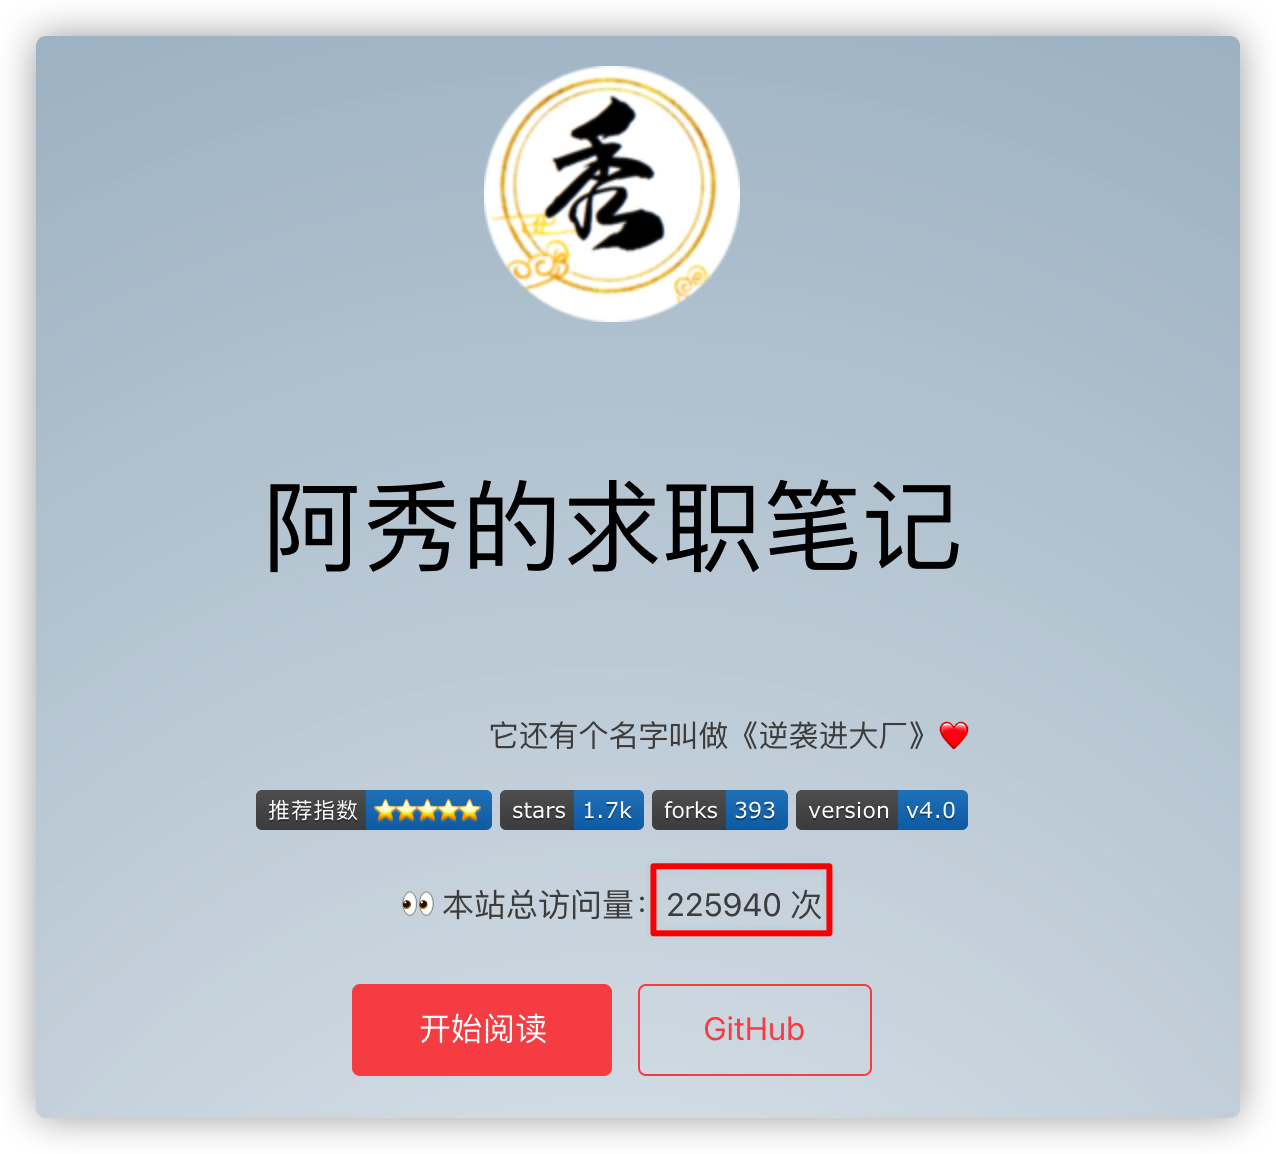 秀
阿秀的求职笔记
它还有个名字叫做《逆袭进大厂》❤️
推荐指数 ⭐⭐⭐⭐⭐ stars 1.7k forks 393 version v4.0
👀 本站总访问量：225940 次
开始阅读 GitHub